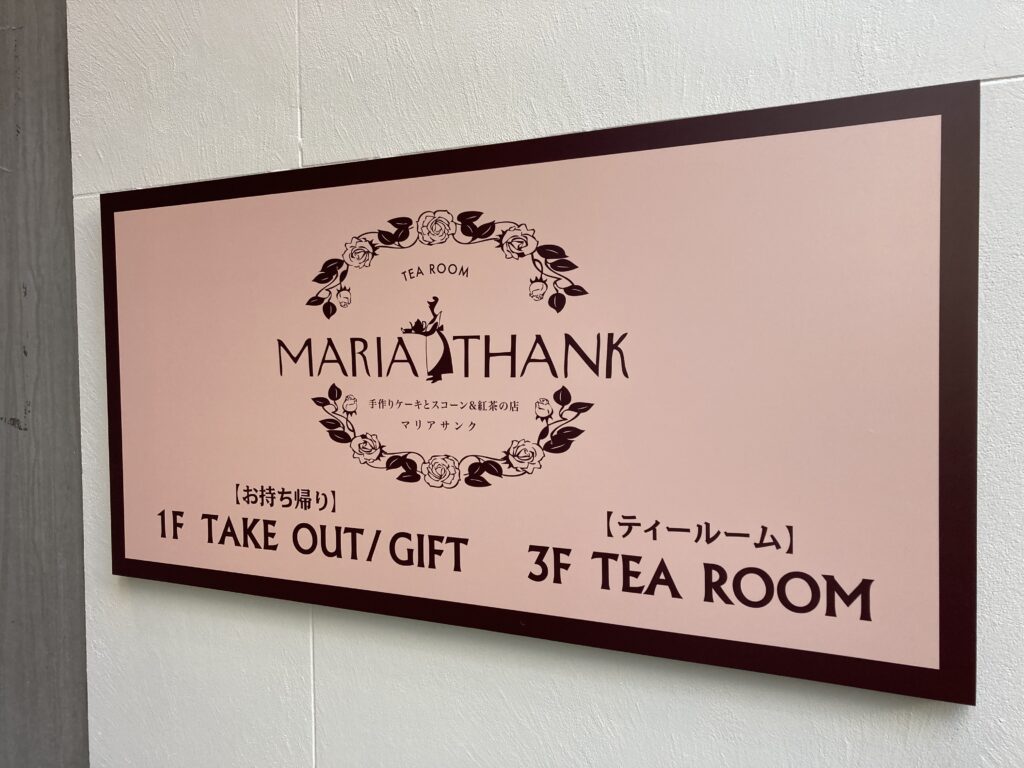 TEA ROOM
MARIA THANK
手作りケーキとスコーン&紅茶の店
マリアサンク
【お持ち帰り】
1F TAKE OUT/GIFT
【ティールーム】
3F TEA ROOM